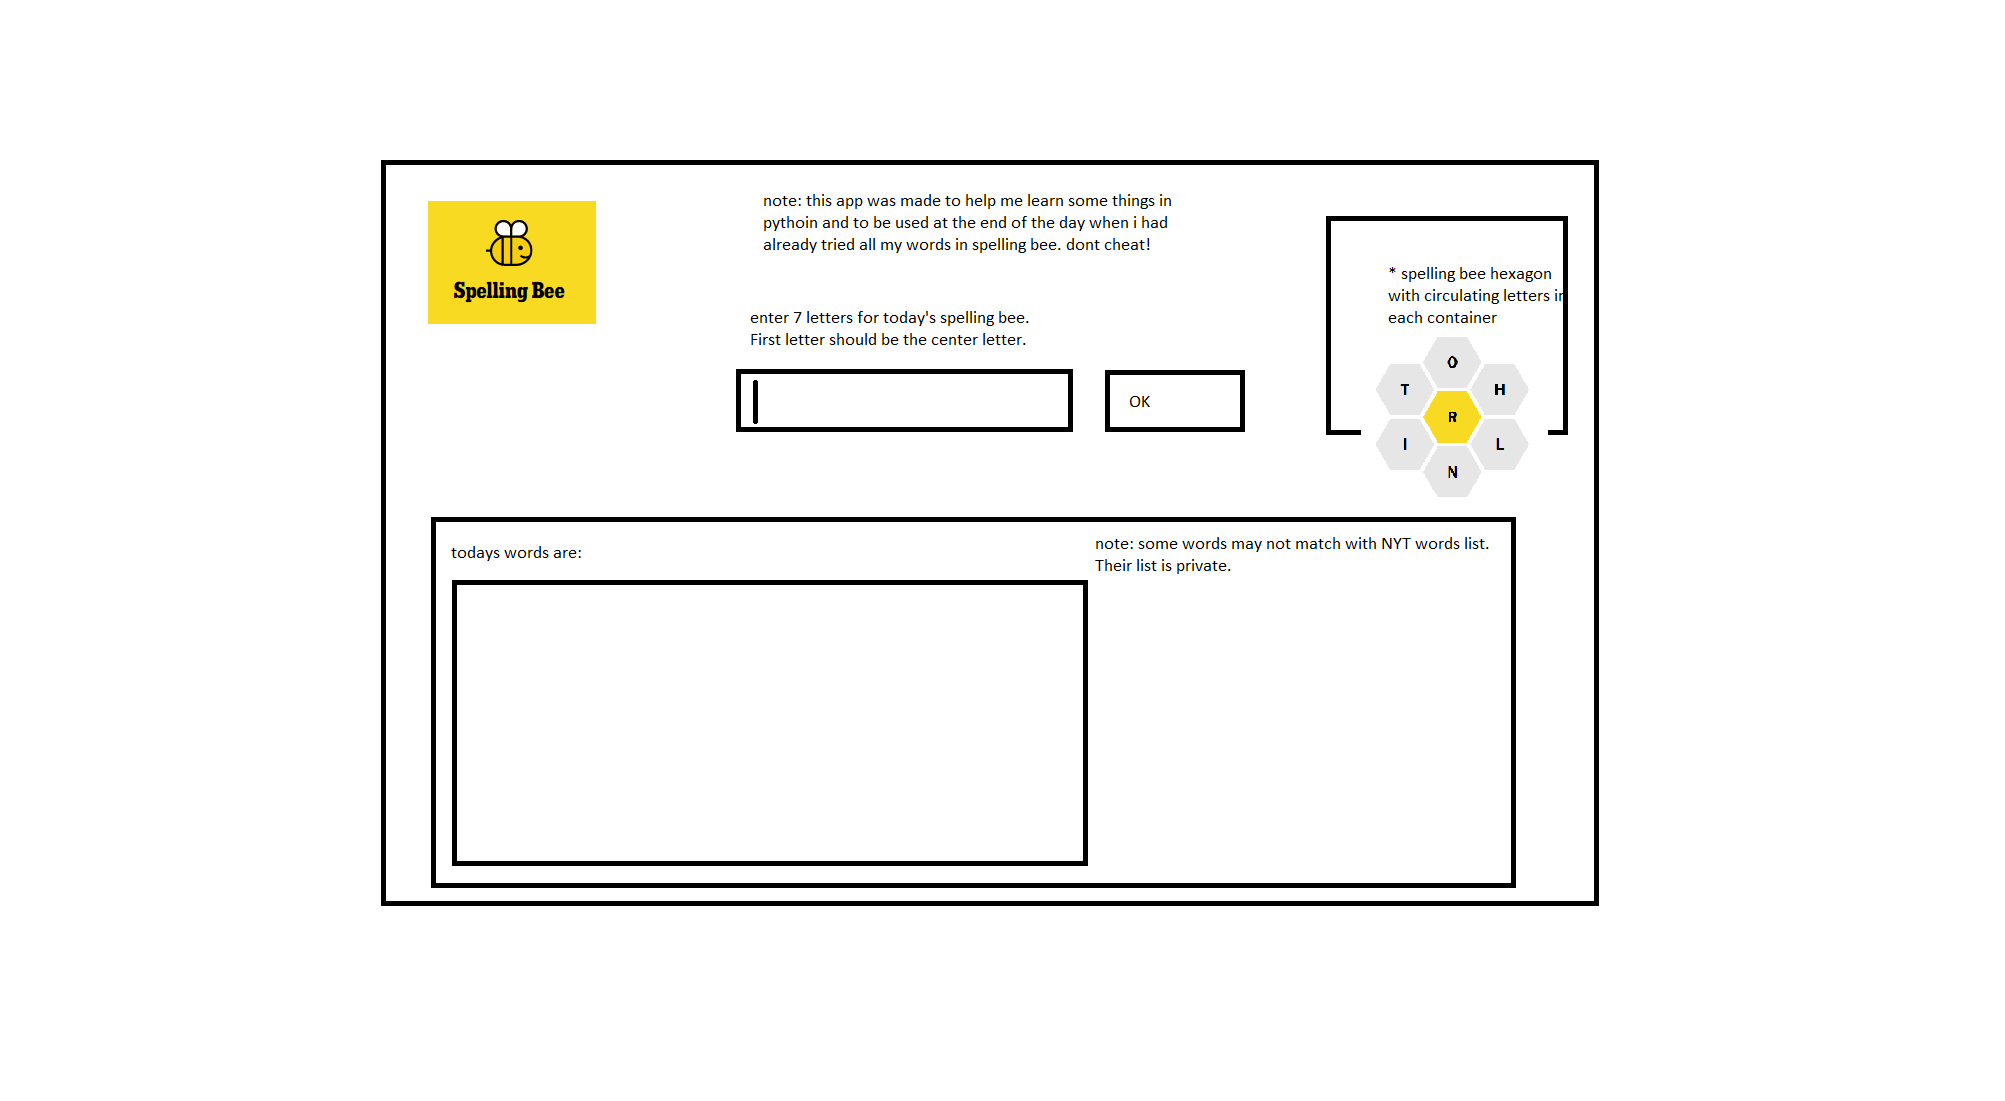 Spelling Bee
note: this app was made to help me learn some things in
pythoin and to be used at the end of the day when i had
already tried all my words in spelling bee. dont cheat!
enter 7 letters for today's spelling bee.
First letter should be the center letter.
OK
* spelling bee hexagon
with circulating letters in
each container
O
T
H
R
I
L
N
todays words are:
note: some words may not match with NYT words list.
Their list is private.